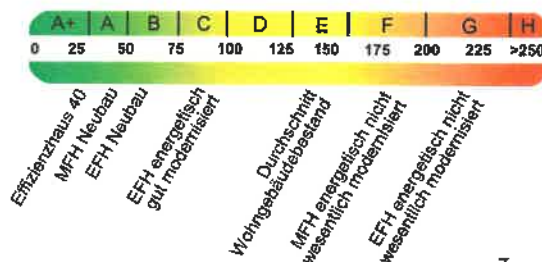 A+ A B C D E F G H
0 25 50 75 100 125 150 175 200 225 >250
Effizienzhaus 40
MFH Neubau
EFH Neubau
EFH energetisch
gut modernisiert
Durchschnitt
Wohngebäudebestand
MFH energetisch nicht
wesentlich modernisiert
EFH energetisch nicht
wesentlich modernisiert